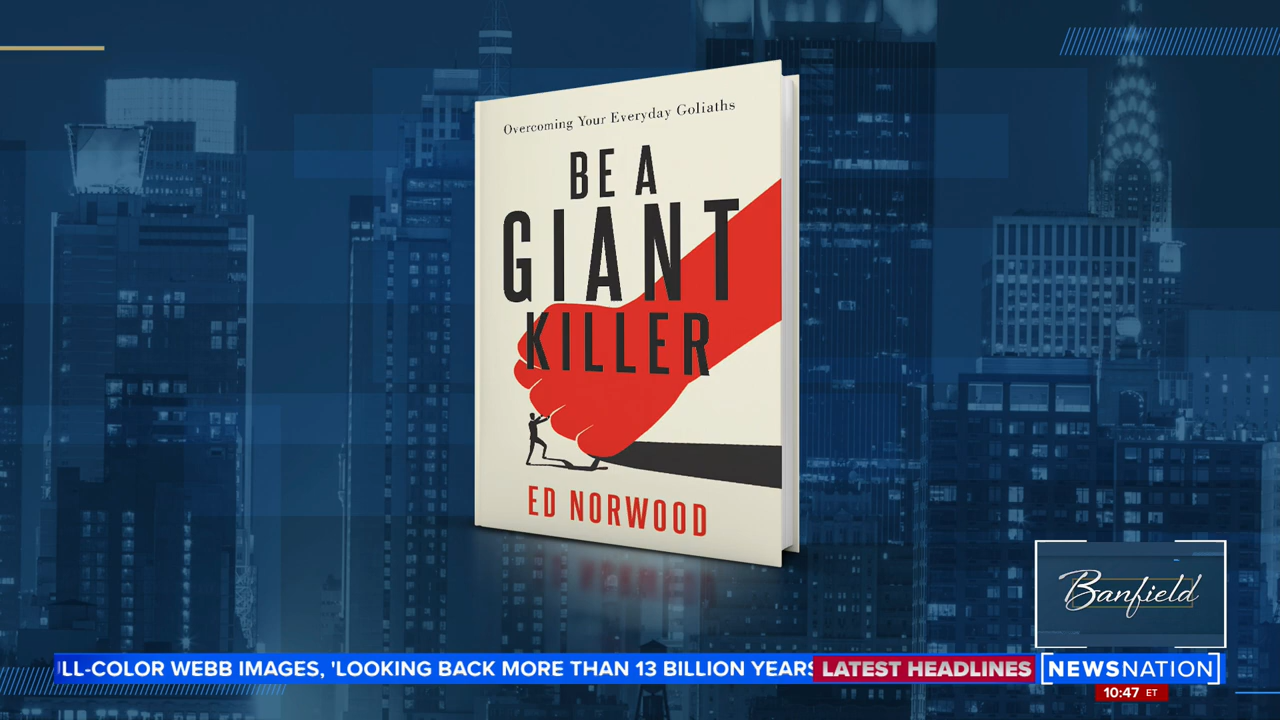 Overcoming Your Everyday Goliaths
BE A
GIANT
KILLER
ED NORWOOD
Banfield
LL-COLOR WEBB IMAGES, 'LOOKING BACK MORE THAN 13 BILLION YEARS
LATEST HEADLINES
NEWSNATION
10:47 ET